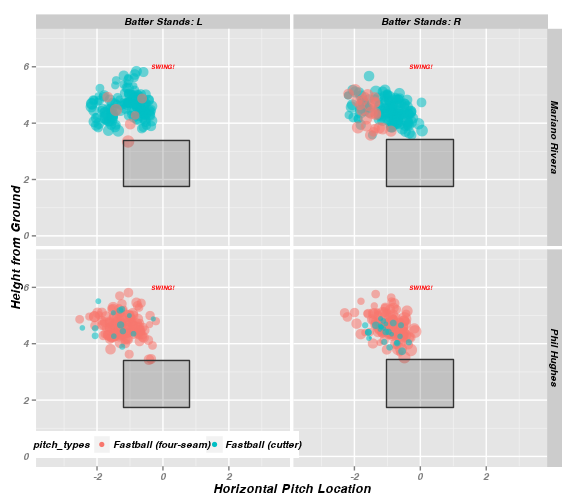 Batter Stands: L
Batter Stands: R
SWING!
SWING!
6
4
2
0
Mariano Rivera
Height from Ground
SWING!
SWING!
6
4
2
0
Phil Hughes
pitch_types Fastball (four-seam) Fastball (cutter)
-2 0 2 -2 0 2
Horizontal Pitch Location